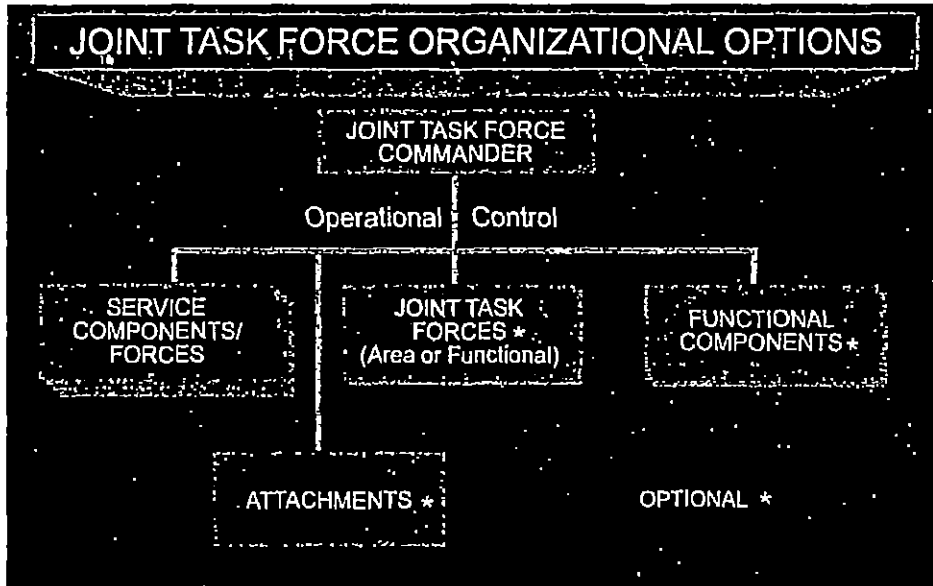 JOINT TASK FORCE ORGANIZATIONAL OPTIONS
JOINT TASK FORCE
COMMANDER
Operational Control
SERVICE
COMPONENTS/
FORCES
JOINT TASK
FORCES *
(Area or Functional)
FUNCTIONAL
COMPONENTS *
ATTACHMENTS *
OPTIONAL *